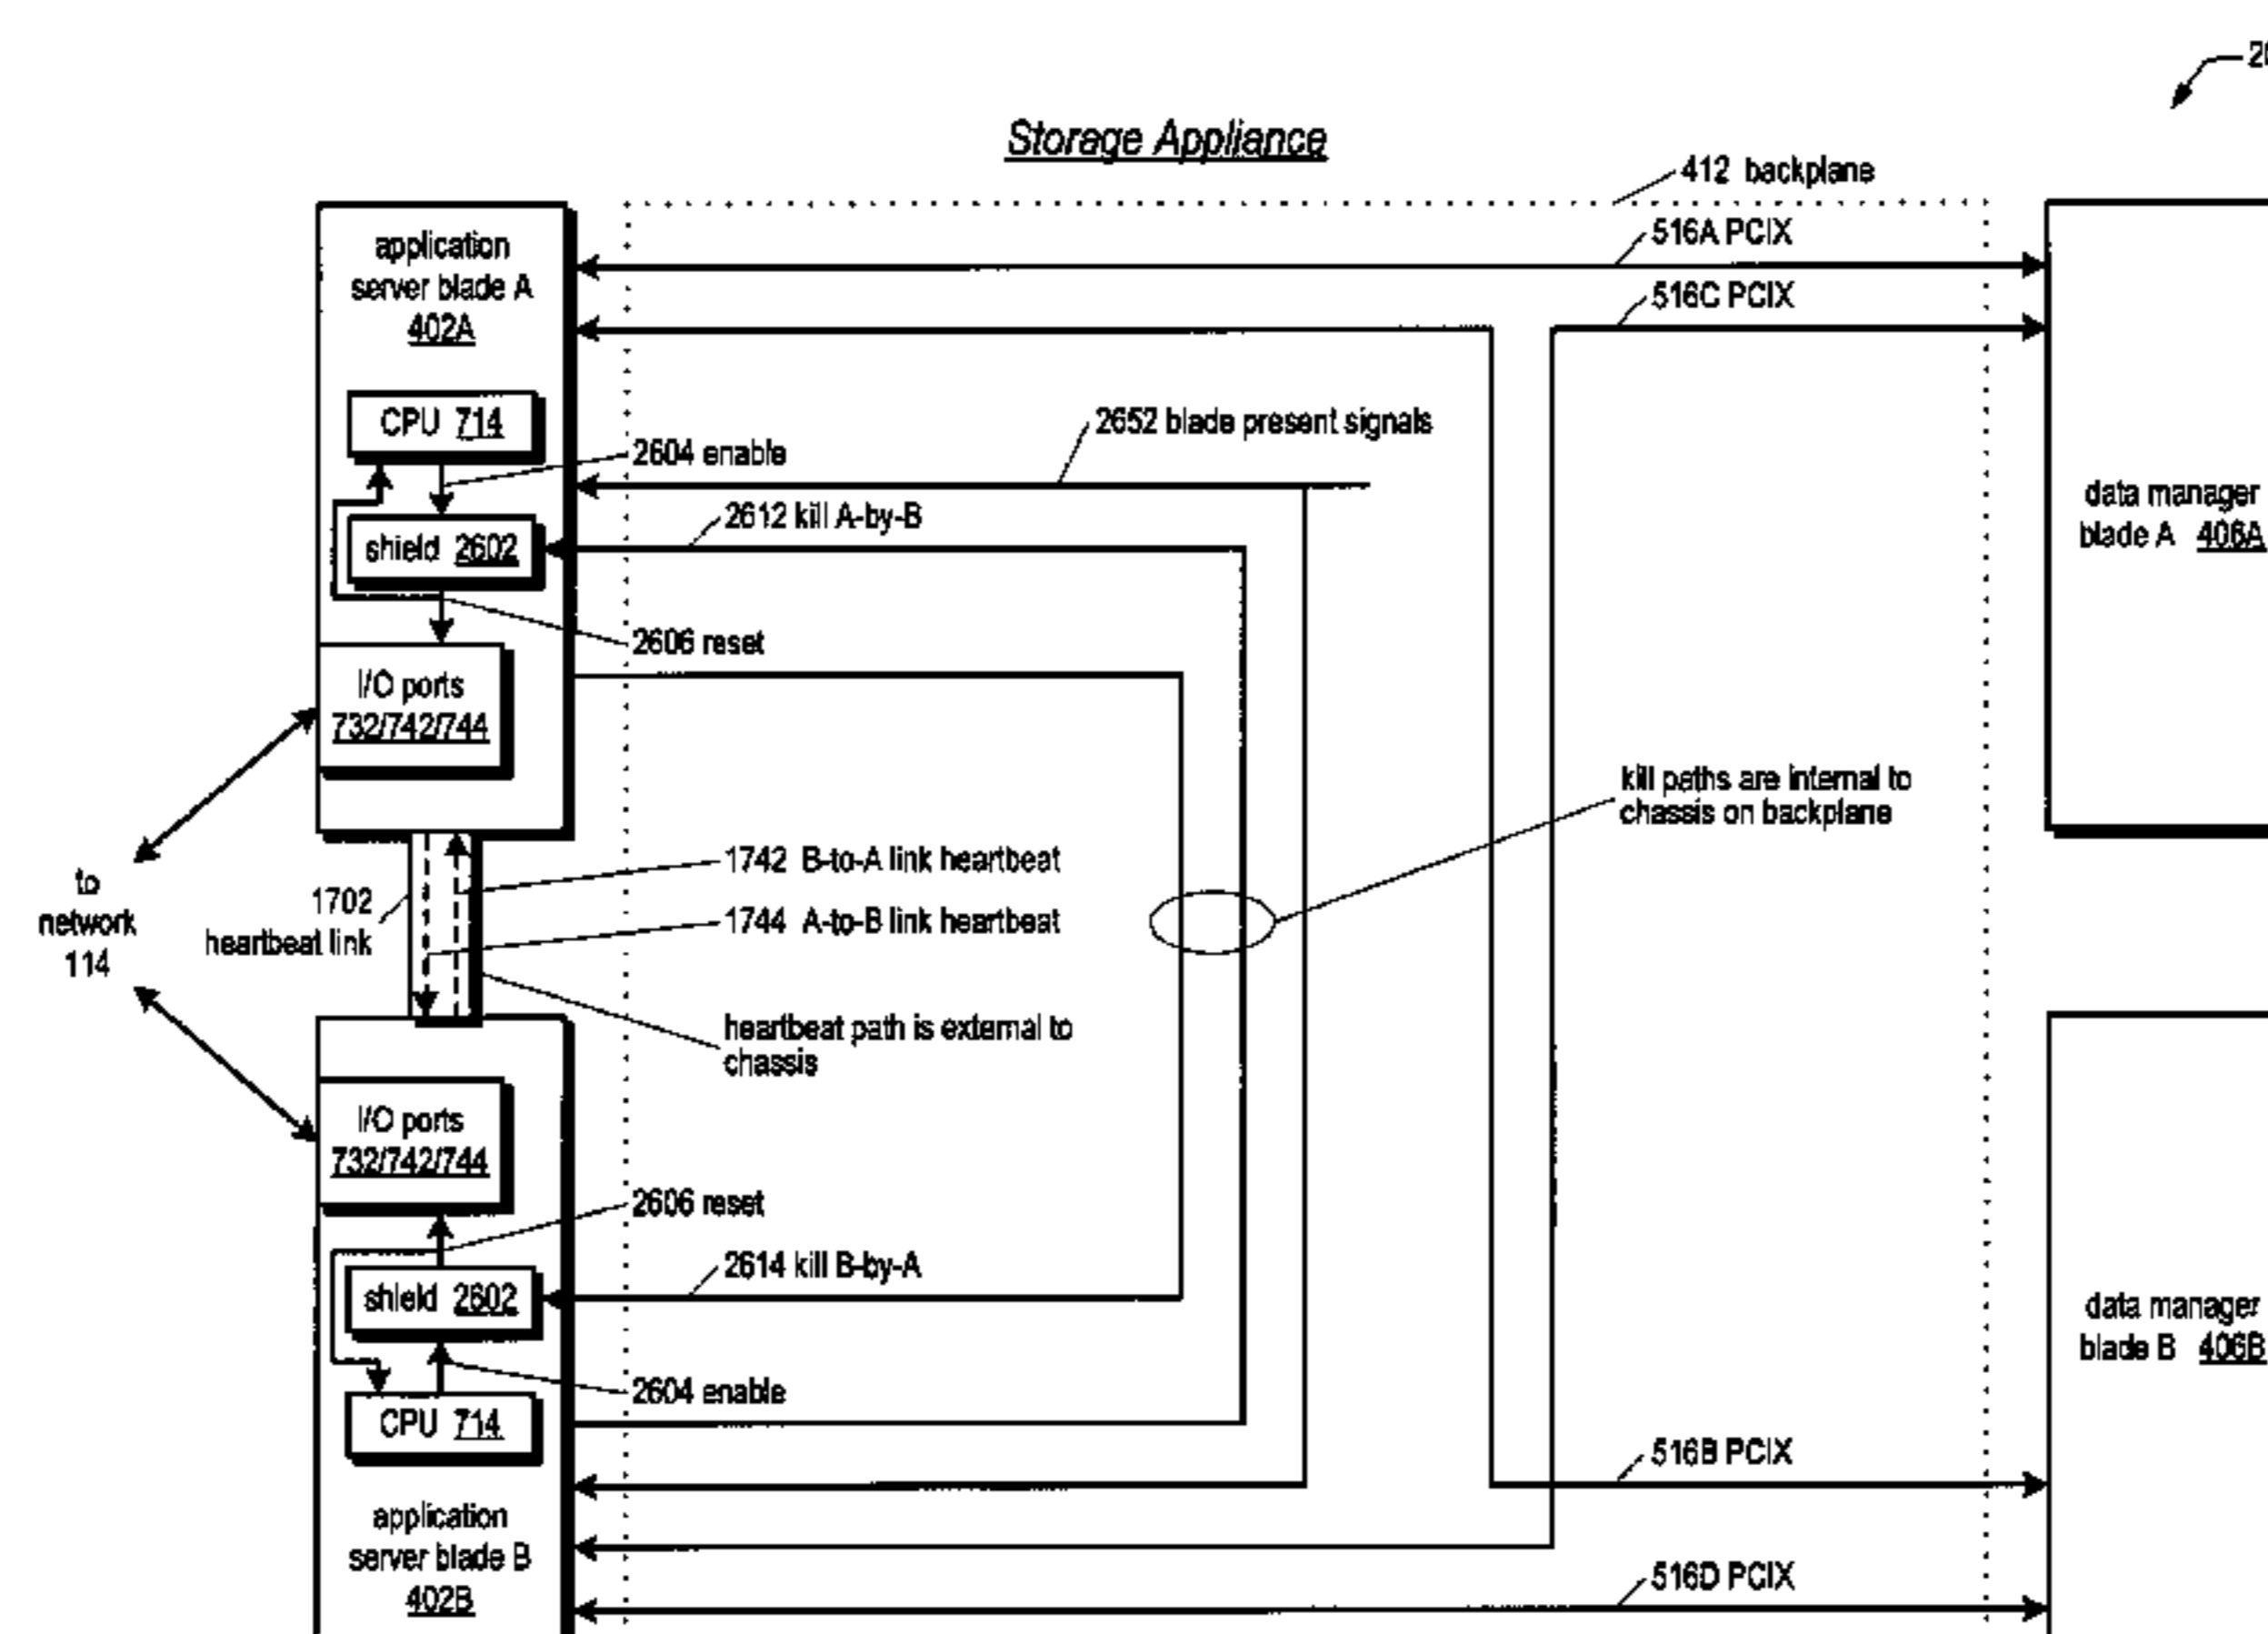 Storage Appliance
412 backplane
516A PCIX
516C PCIX
application
server blade A
402A
CPU 714
2604 enable
2652 blade present signals
2612 kill A-by-B
shield 2602
2606 reset
I/O ports
732/742/744
data manager
blade A 406A
kill paths are internal to
chassis on backplane
to
network
114
1702
heartbeat link
1742 B-to-A link heartbeat
1744 A-to-B link heartbeat
heartbeat path is external to
chassis
I/O ports
732/742/744
2606 reset
2614 kill B-by-A
shield 2602
2604 enable
CPU 714
data manager
blade B 406B
516B PCIX
application
server blade B
402B
516D PCIX